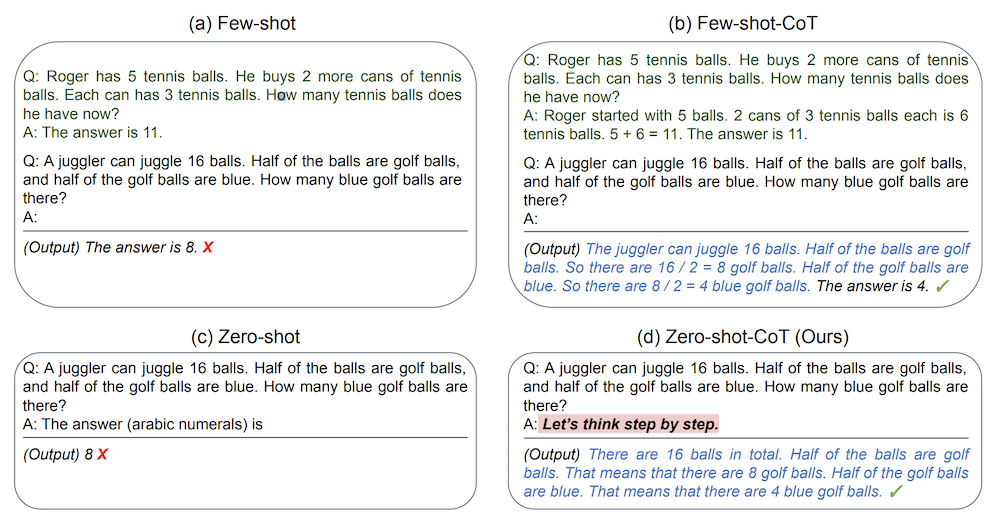 (a) Few-shot
Q: Roger has 5 tennis balls. He buys 2 more cans of tennis
balls. Each can has 3 tennis balls. How many tennis balls does
he have now?
A: The answer is 11.
Q: A juggler can juggle 16 balls. Half of the balls are golf balls,
and half of the golf balls are blue. How many blue golf balls are
there?
A:
(Output) The answer is 8. X
(b) Few-shot-CoT
Q: Roger has 5 tennis balls. He buys 2 more cans of tennis
balls. Each can has 3 tennis balls. How many tennis balls does
he have now?
A: Roger started with 5 balls. 2 cans of 3 tennis balls each is 6
tennis balls. 5 + 6 = 11. The answer is 11.
Q: A juggler can juggle 16 balls. Half of the balls are golf balls,
and half of the golf balls are blue. How many blue golf balls are
there?
A:
(Output) The juggler can juggle 16 balls. Half of the balls are golf
balls. So there are 16 / 2 = 8 golf balls. Half of the golf balls are
blue. So there are 8 / 2 = 4 blue golf balls. The answer is 4. ✓
(c) Zero-shot
Q: A juggler can juggle 16 balls. Half of the balls are golf balls,
and half of the golf balls are blue. How many blue golf balls are
there?
A: The answer (arabic numerals) is
(Output) 8 X
(d) Zero-shot-CoT (Ours)
Q: A juggler can juggle 16 balls. Half of the balls are golf balls,
and half of the golf balls are blue. How many blue golf balls are
there?
A: Let's think step by step.
(Output) There are 16 balls in total. Half of the balls are golf
balls. That means that there are 8 golf balls. Half of the golf balls
are blue. That means that there are 4 blue golf balls. ✓